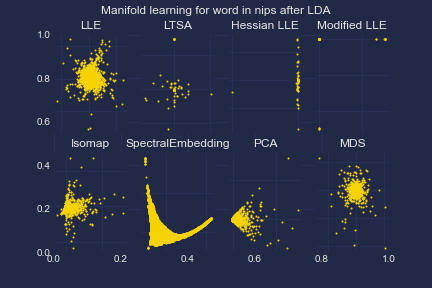 Manifold learning for word in nips after LDA
LLE LTSA Hessian LLE Modified LLE
1.0
0.8
0.6
Isomap SpectralEmbedding PCA MDS
0.4
0.2
0.0
0.0 0.2 0.4 0.6 0.8 1.0